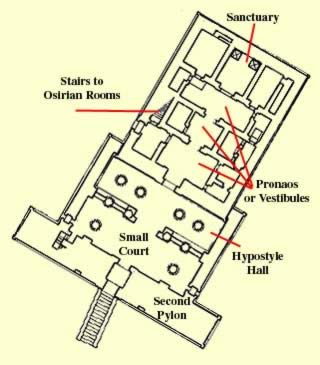 Sanctuary
Stairs to
Osirian Rooms
Pronaos
or Vestibules
Small
Court
Hypostyle
Hall
Second
Pylon